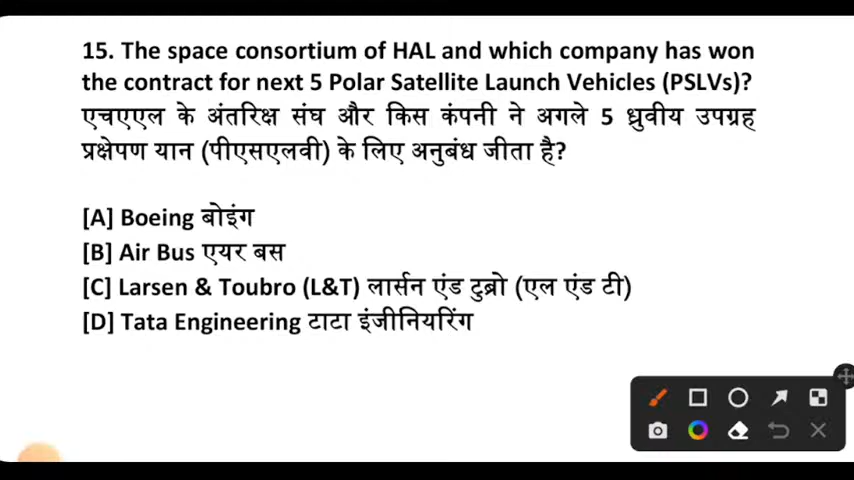 15. The space consortium of HAL and which company has won
the contract for next 5 Polar Satellite Launch Vehicles (PSLVs)?
एचएएल के अंतरिक्ष संघ और किस कंपनी ने अगले 5 ध्रुवीय उपग्रह
प्रक्षेपण यान (पीएसएलवी) के लिए अनुबंध जीता है?
[A] Boeing बोइंग
[B] Air Bus एयर बस
[C] Larsen & Toubro (L&T) लार्सन एंड टुब्रो (एल एंड टी)
[D] Tata Engineering टाटा इंजीनियरिंग